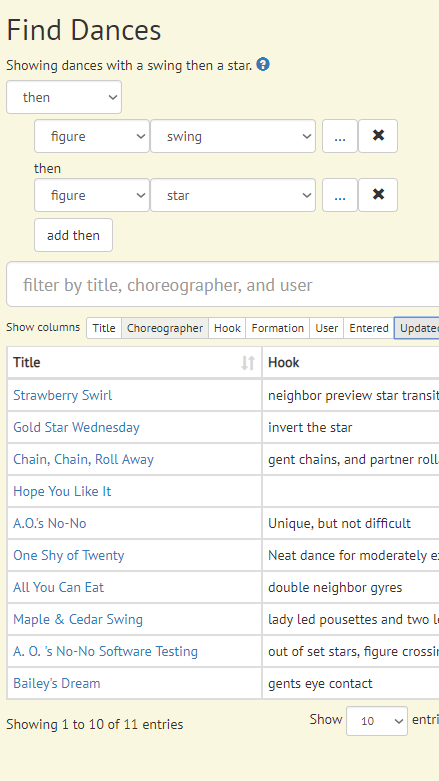 Find Dances
Showing dances with a swing then a star. ?
then
figure swing ... ✖
then
figure star ... ✖
add then
filter by title, choreographer, and user
Show columns Title Choreographer Hook Formation User Entered Updated
Title Hook
Strawberry Swirl neighbor preview star transit
Gold Star Wednesday invert the star
Chain, Chain, Roll Away gent chains, and partner roll
Hope You Like It
A.O.'s No-No Unique, but not difficult
One Shy of Twenty Neat dance for moderately e
All You Can Eat double neighbor gyres
Maple & Cedar Swing lady led pousettes and two l
A. O. 's No-No Software Testing out of set stars, figure crossi
Bailey's Dream gents eye contact
Showing 1 to 10 of 11 entries Show 10 entri